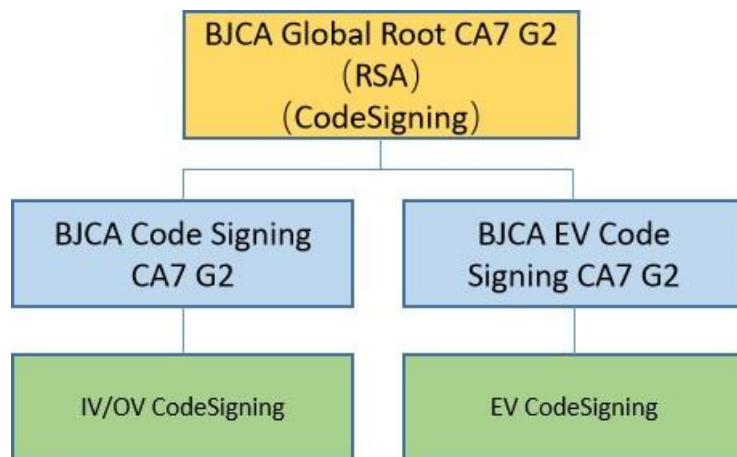 BJCA Global Root CA7 G2
（RSA）
（CodeSigning）
BJCA Code Signing
CA7 G2
BJCA EV Code
Signing CA7 G2
IV/OV CodeSigning
EV CodeSigning